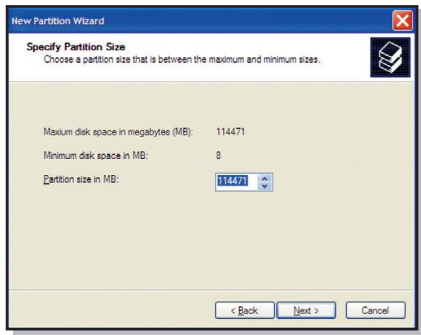 New Partition Wizard
Specify Partition Size
Choose a partition size that is between the maximum and minimum sizes.
Maxium disk space in megabytes (MB): 114471
Minimum disk space in MB: 8
Partition size in MB: 114471
< Back Next > Cancel